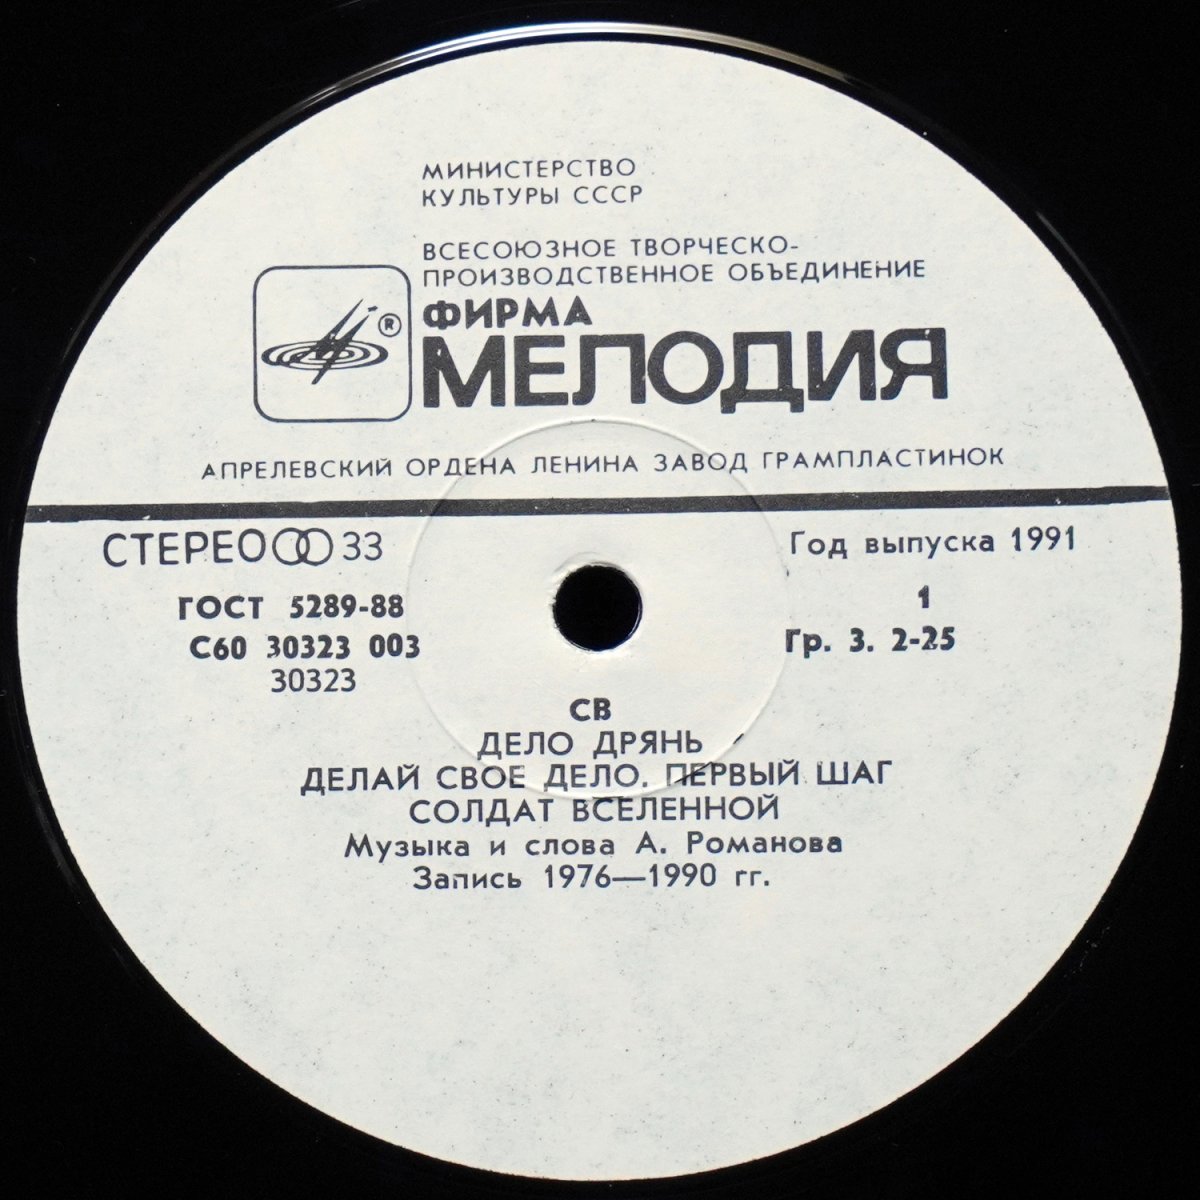 МИНИСТЕРСТВО
КУЛЬТУРЫ СССР
ВСЕСОЮЗНОЕ ТВОРЧЕСКО-
ПРОИЗВОДСТВЕННОЕ ОБЪЕДИНЕНИЕ
®
ФИРМА
МЕЛОДИЯ
АПРЕЛЕВСКИЙ ОРДЕНА ЛЕНИНА ЗАВОД ГРАМПЛАСТИНОК
СТЕРЕО 33
Год выпуска 1991
ГОСТ 5289-88
1
С60 30323 003
Гр. 3. 2-25
30323
СВ
ДЕЛО ДРЯНЬ
ДЕЛАЙ СВОЕ ДЕЛО. ПЕРВЫЙ ШАГ
СОЛДАТ ВСЕЛЕННОЙ
Музыка и слова А. Романова
Запись 1976—1990 гг.